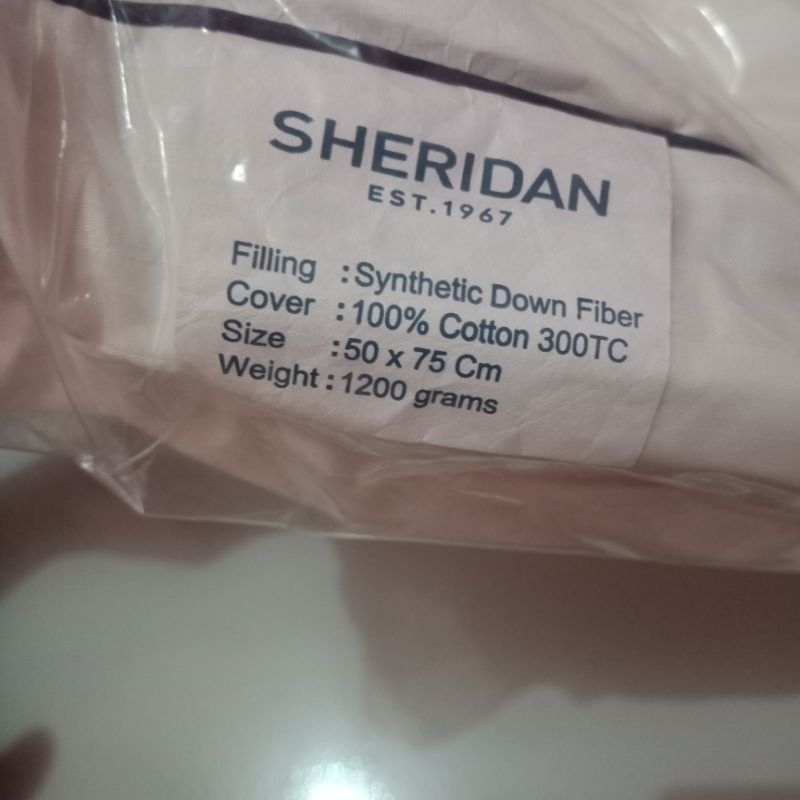 SHERIDAN
EST.1967
Filling : Synthetic Down Fiber
Cover : 100% Cotton 300TC
Size : 50 x 75 Cm
Weight : 1200 grams